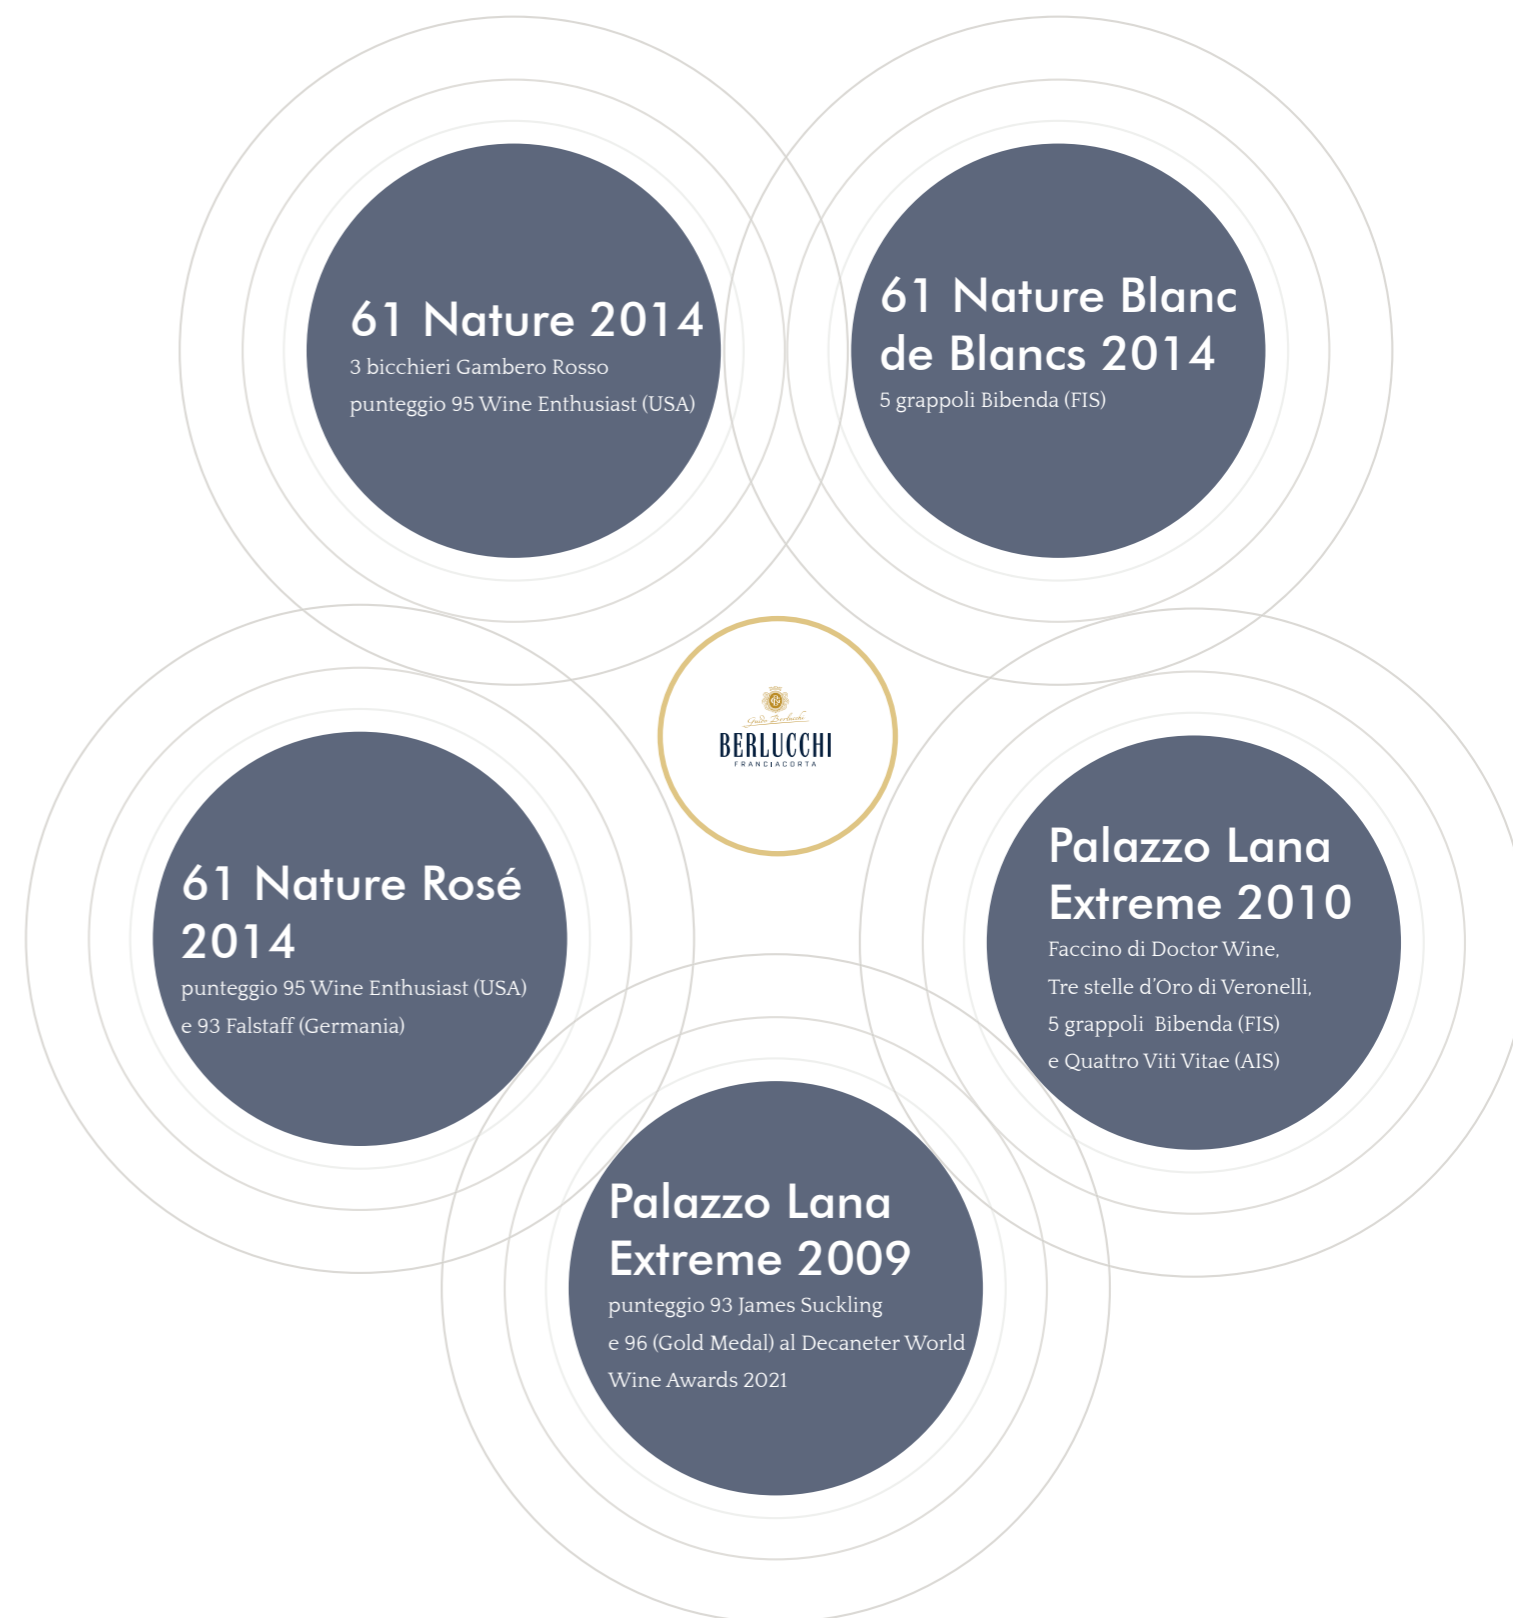 61 Nature 2014
3 bicchieri Gambero Rosso
punteggio 95 Wine Enthusiast (USA)
61 Nature Blanc
de Blancs 2014
5 grappoli Bibenda (FIS)
Guido Berlucchi
BERLUCCHI
FRANCIACORTA
61 Nature Rosé
2014
punteggio 95 Wine Enthusiast (USA)
e 93 Falstaff (Germania)
Palazzo Lana
Extreme 2010
Faccino di Doctor Wine,
Tre stelle d’Oro di Veronelli,
5 grappoli  Bibenda (FIS)
e Quattro Viti Vitae (AIS)
Palazzo Lana
Extreme 2009
punteggio 93 James Suckling
e 96 (Gold Medal) al Decaneter World
Wine Awards 2021